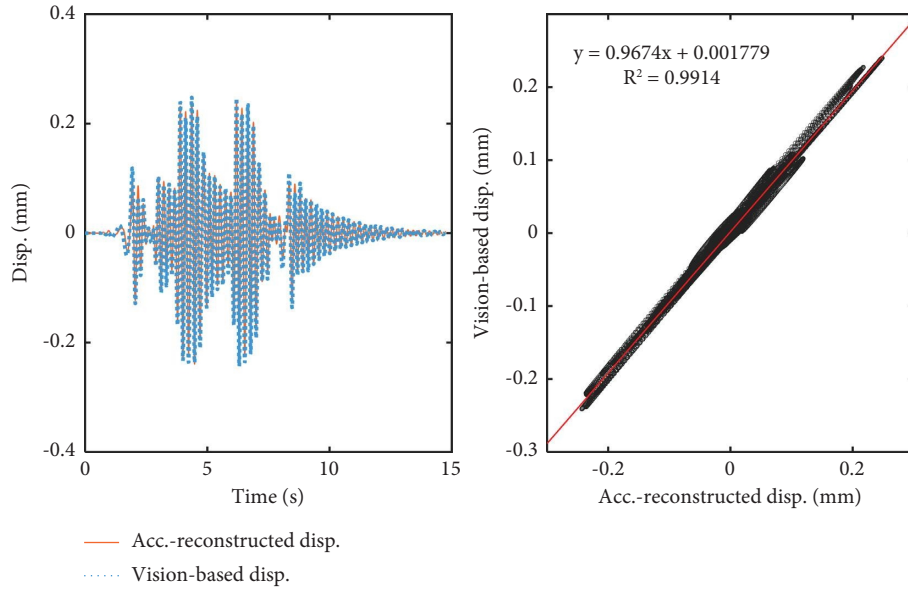 0.4
0.2
0
-0.2
-0.4
Disp. (mm)
0 5 10 15
Time (s)
Acc.-reconstructed disp.
Vision-based disp.
0.3
0.2
0.1
0
-0.1
-0.2
-0.3
Vision-based disp. (mm)
y = 0.9674x + 0.001779
R² = 0.9914
-0.2 0 0.2
Acc.-reconstructed disp. (mm)